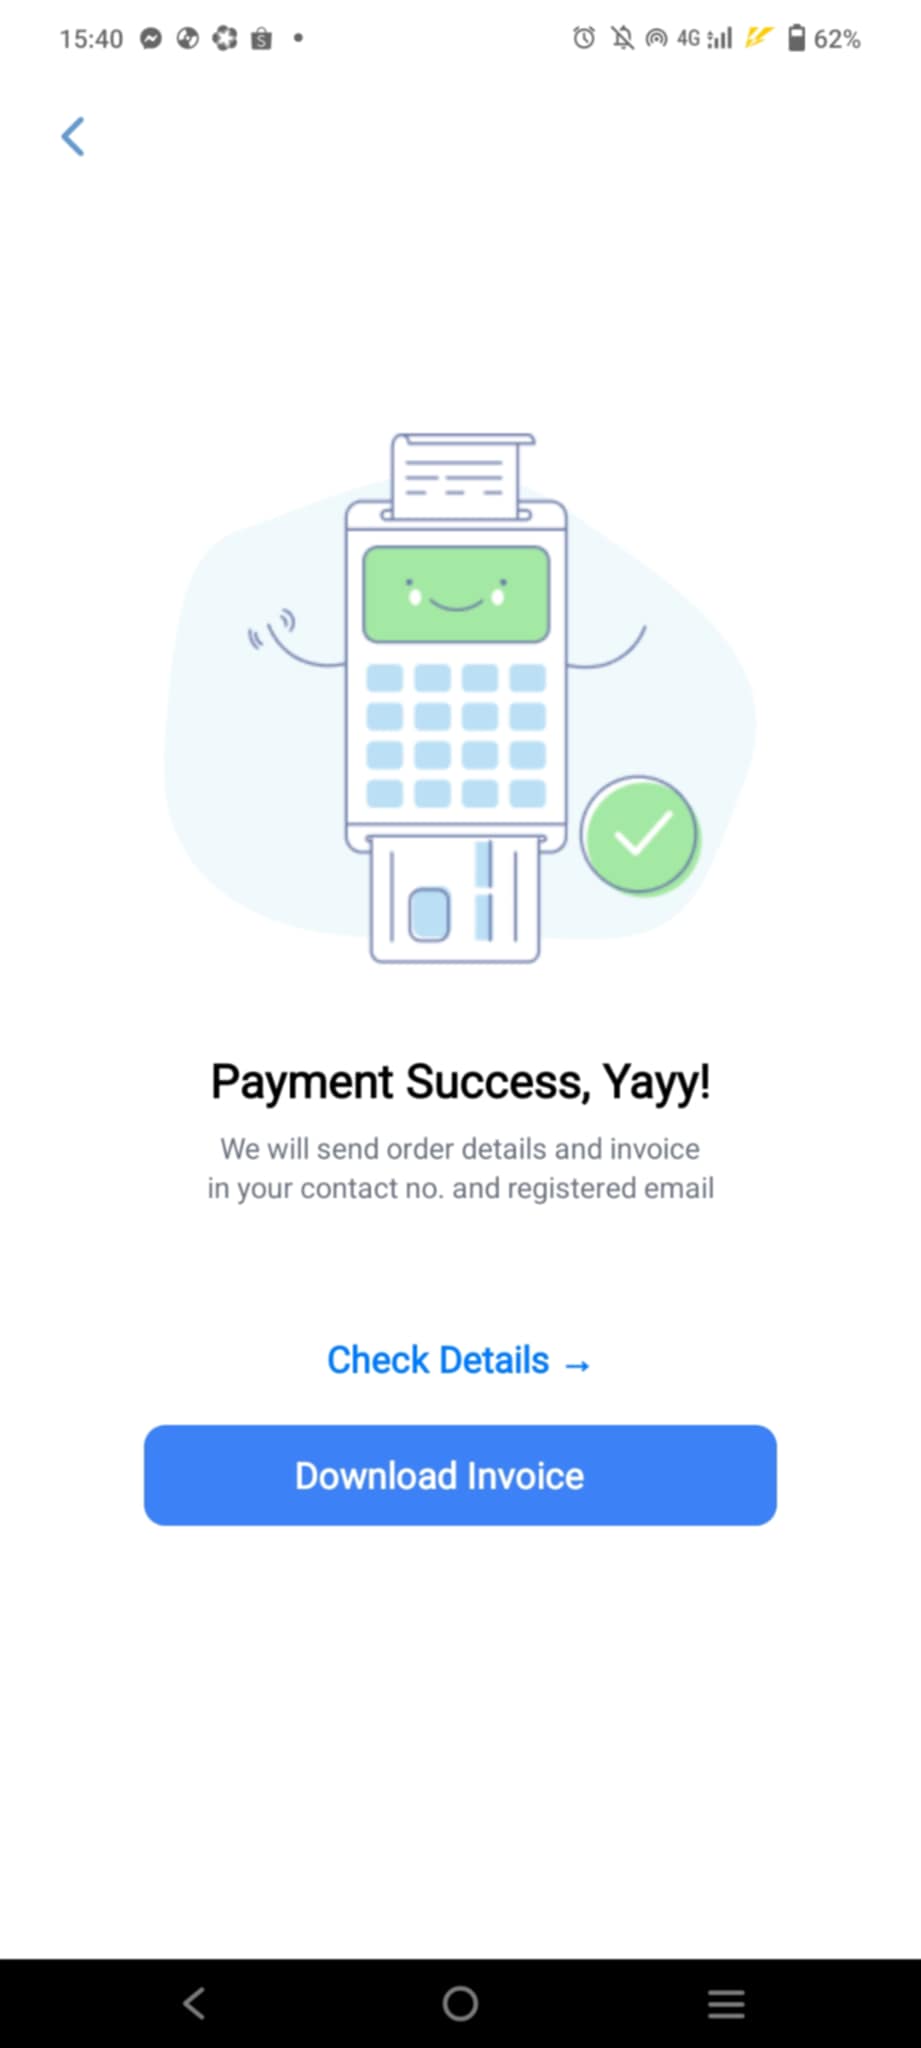 15:40
4G
62%
Payment Success, Yayy!
We will send order details and invoice
in your contact no. and registered email
Check Details →
Download Invoice